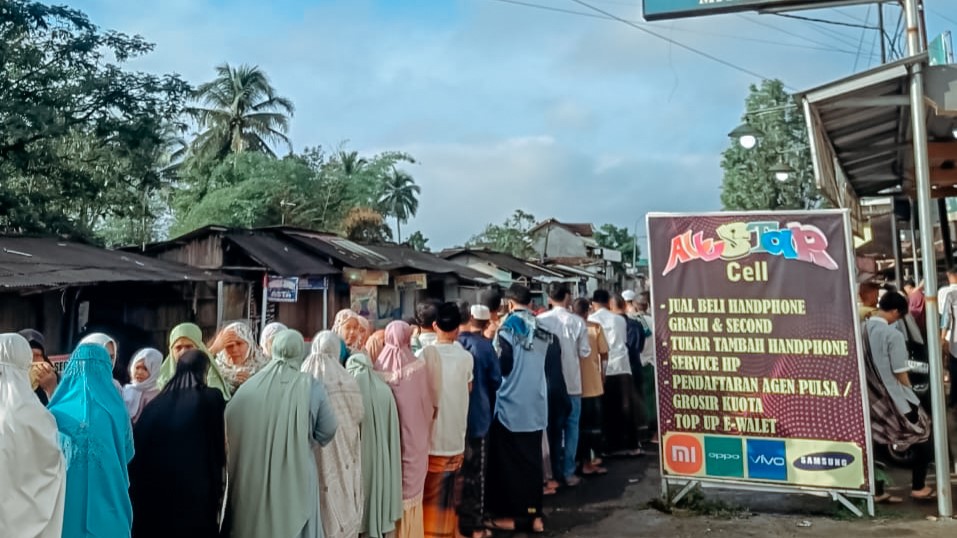 AllSTaR
Cell
- JUAL BELI HANDPHONE
GRASH & SECOND
- TUKAR TAMBAH HANDPHONE
SERVICE HP
- PENDAFTARAN AGEN PULSA /
GROSIR KUOTA
TOP UP E-WALET
mi oppo vivo SAMSUNG